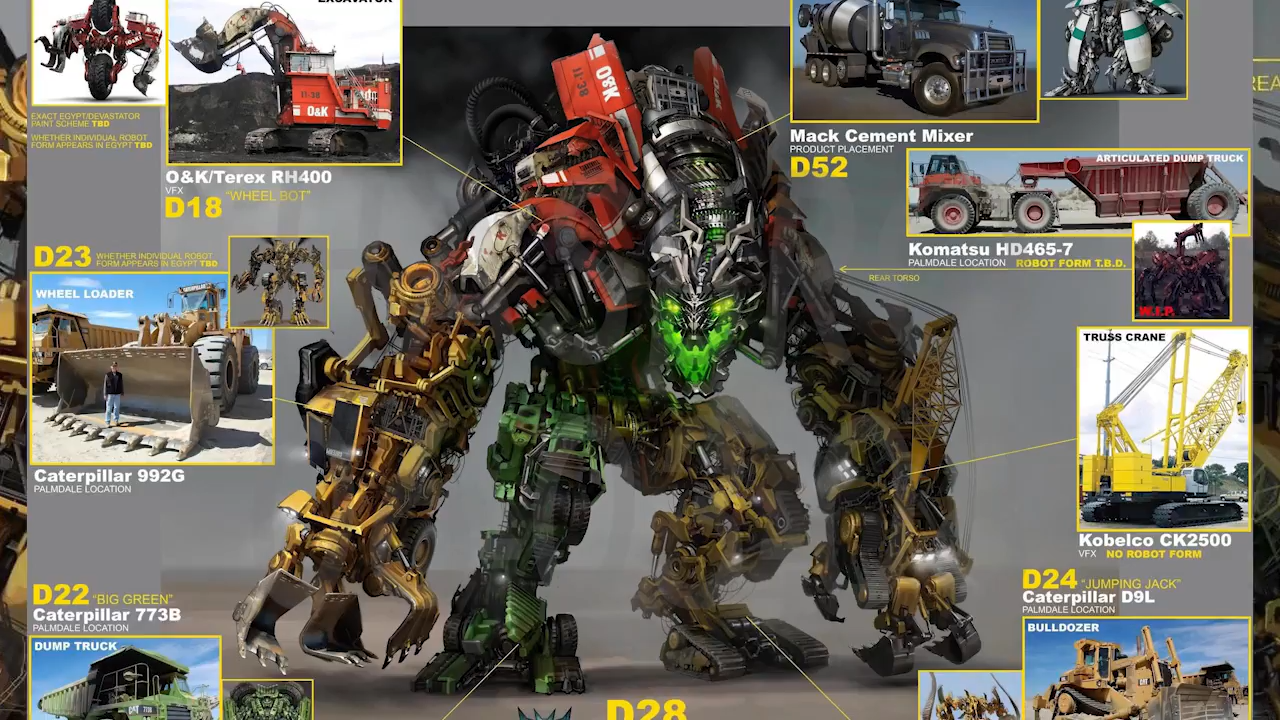 EXCAVATOR
EXACT EGYPT/DEVASTATOR
PAINT SCHEME TBD
WHETHER INDIVIDUAL ROBOT
FORM APPEARS IN EGYPT TBD
O&K
O&K
O&K/Terex RH400
VFX
D18 "WHEEL BOT"
Mack Cement Mixer
PRODUCT PLACEMENT
D52
ARTICULATED DUMP TRUCK
Komatsu HD465-7
PALMDALE LOCATION ROBOT FORM T.B.D.
REAR TORSO
W.I.P.
D23 WHETHER INDIVIDUAL ROBOT
FORM APPEARS IN EGYPT TBD
WHEEL LOADER
Caterpillar 992G
PALMDALE LOCATION
TRUSS CRANE
Kobelco CK2500
VFX NO ROBOT FORM
D22 "BIG GREEN"
Caterpillar 773B
PALMDALE LOCATION
DUMP TRUCK
D24 "JUMPING JACK"
Caterpillar D9L
PALMDALE LOCATION
BULLDOZER
D28